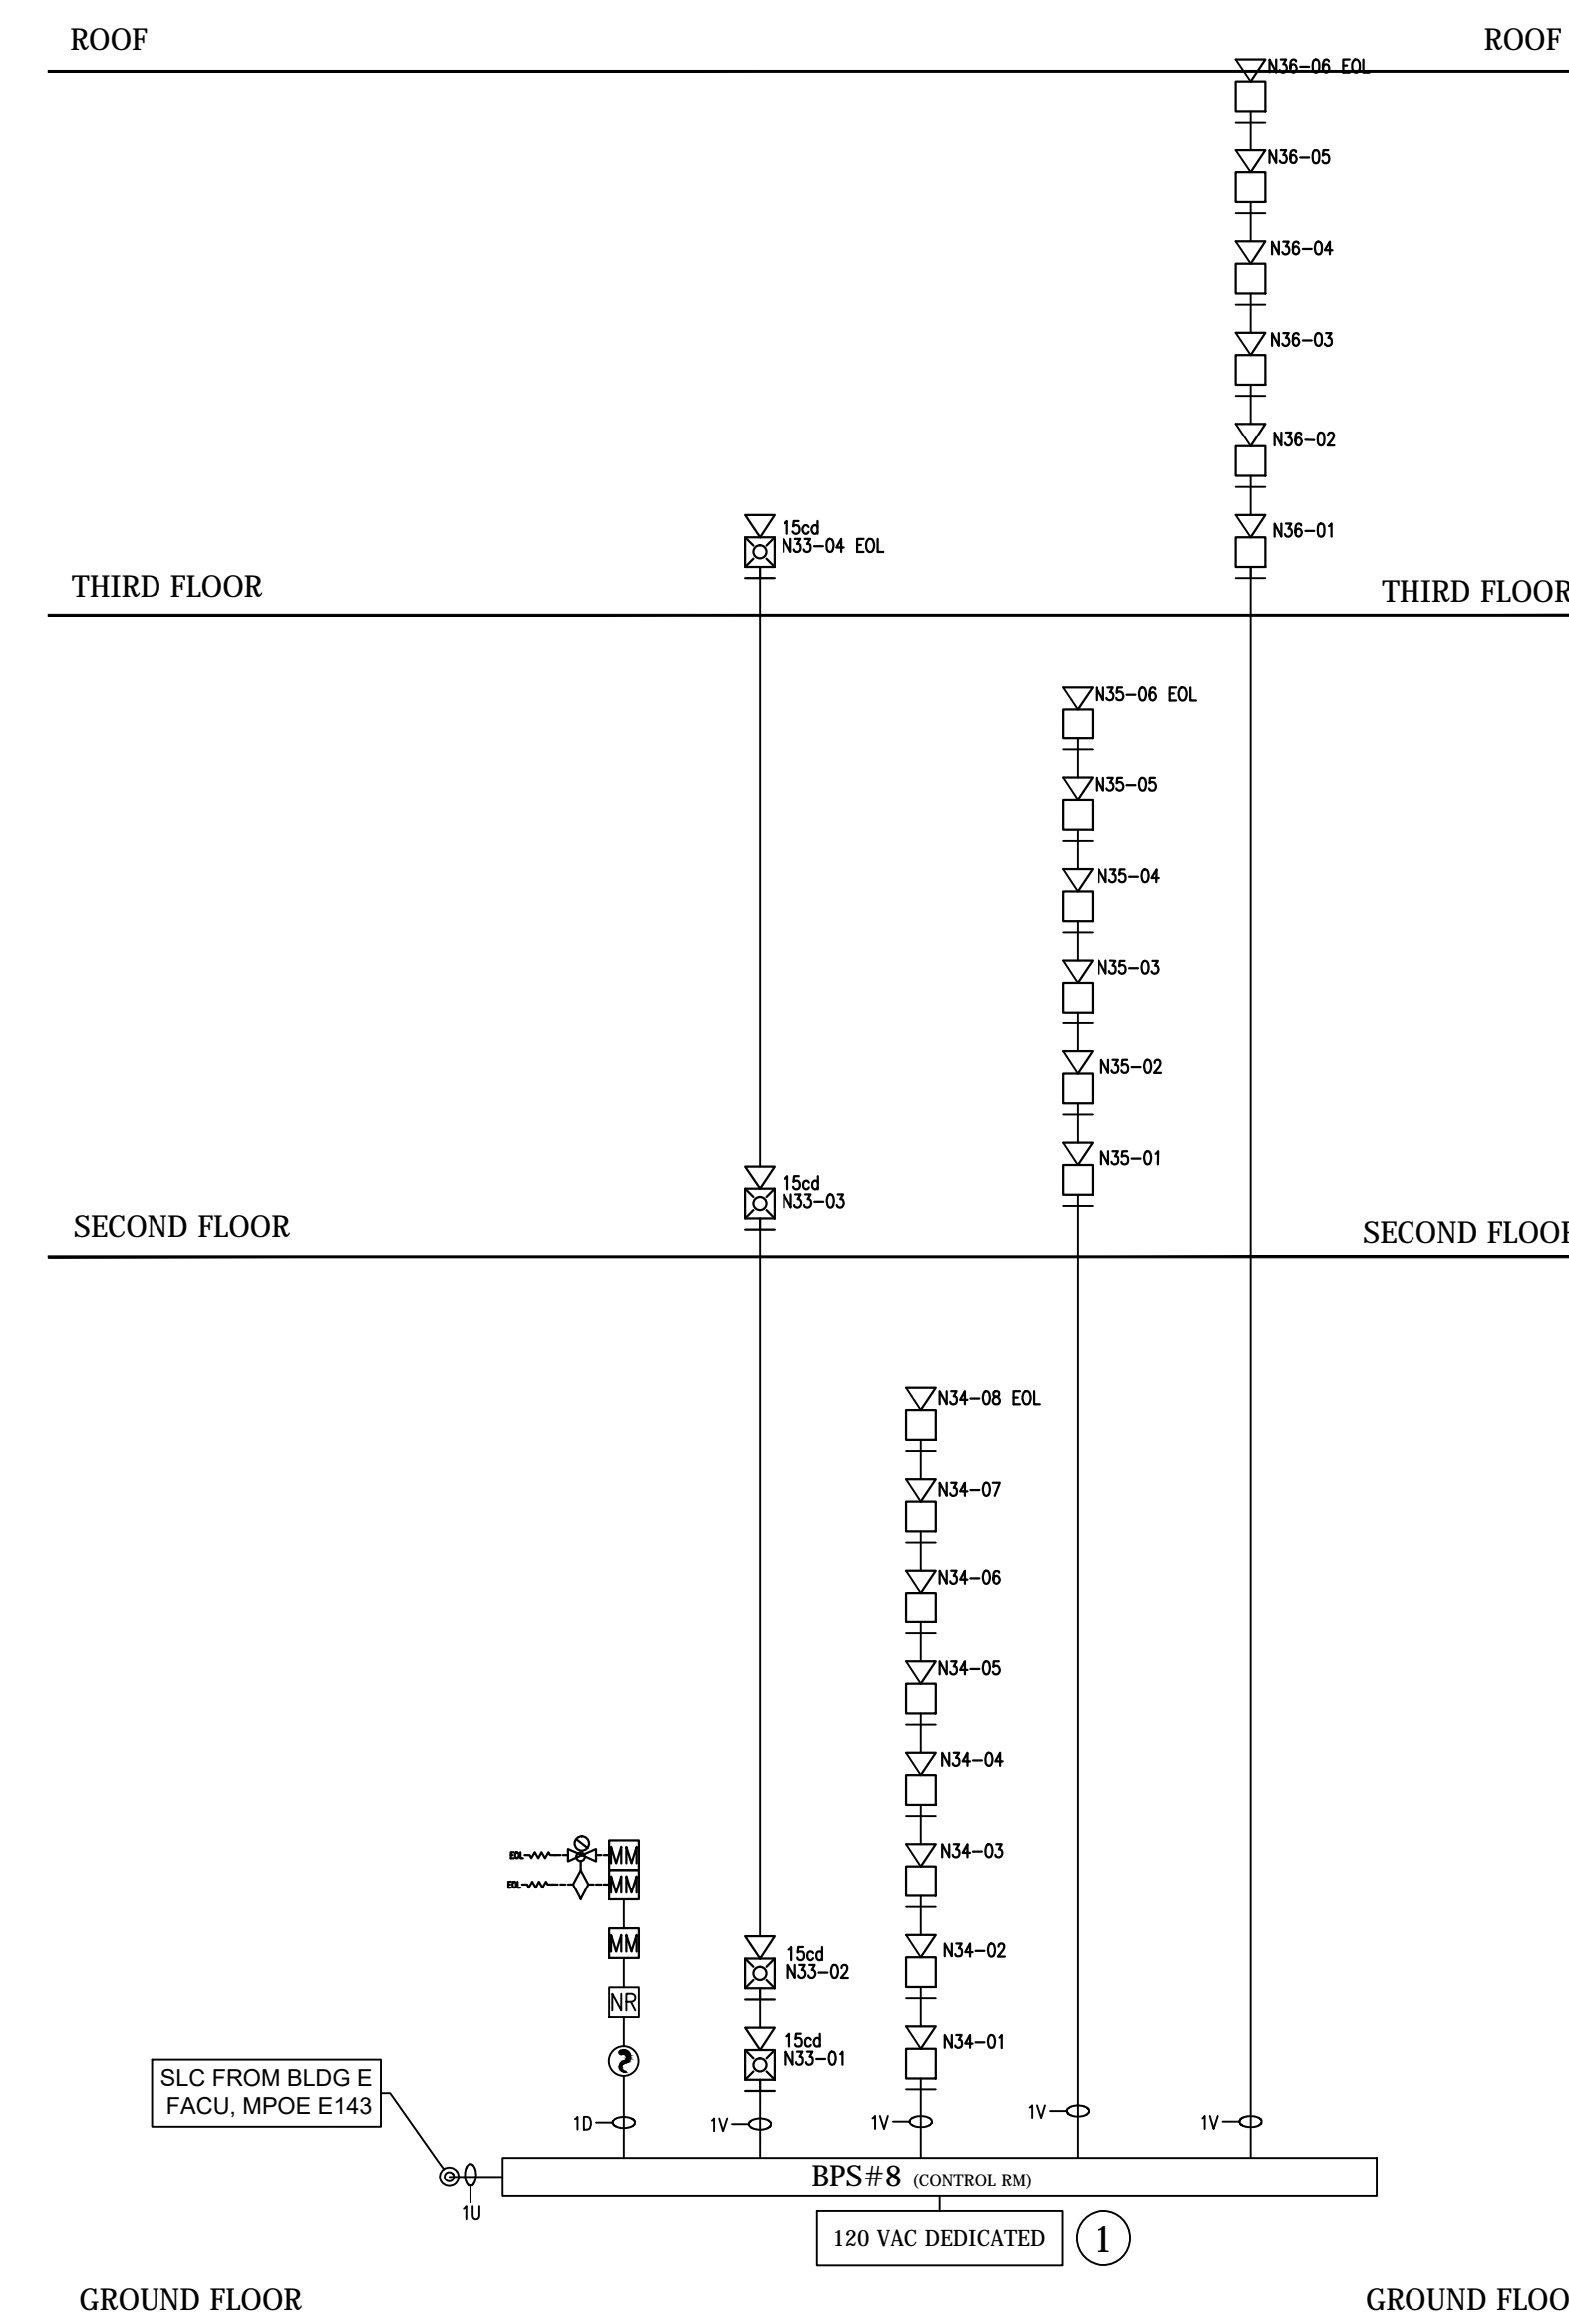 ROOF
ROOF
N36-06 EOL
N36-05
N36-04
N36-03
N36-02
N36-01
15cd
N33-04 EOL
THIRD FLOOR
THIRD FLOOR
N35-06 EOL
N35-05
N35-04
N35-03
N35-02
N35-01
15cd
N33-03
SECOND FLOOR
SECOND FLOOR
N34-08 EOL
N34-07
N34-06
N34-05
N34-04
N34-03
N34-02
N34-01
EOL
MM
EOL
MM
MM
NR
15cd
N33-02
15cd
N33-01
SLC FROM BLDG E
FACU, MPOE E143
1D
1V
1V
1V
1V
1U
BPS#8 (CONTROL RM)
120 VAC DEDICATED
1
GROUND FLOOR
GROUND FLOO